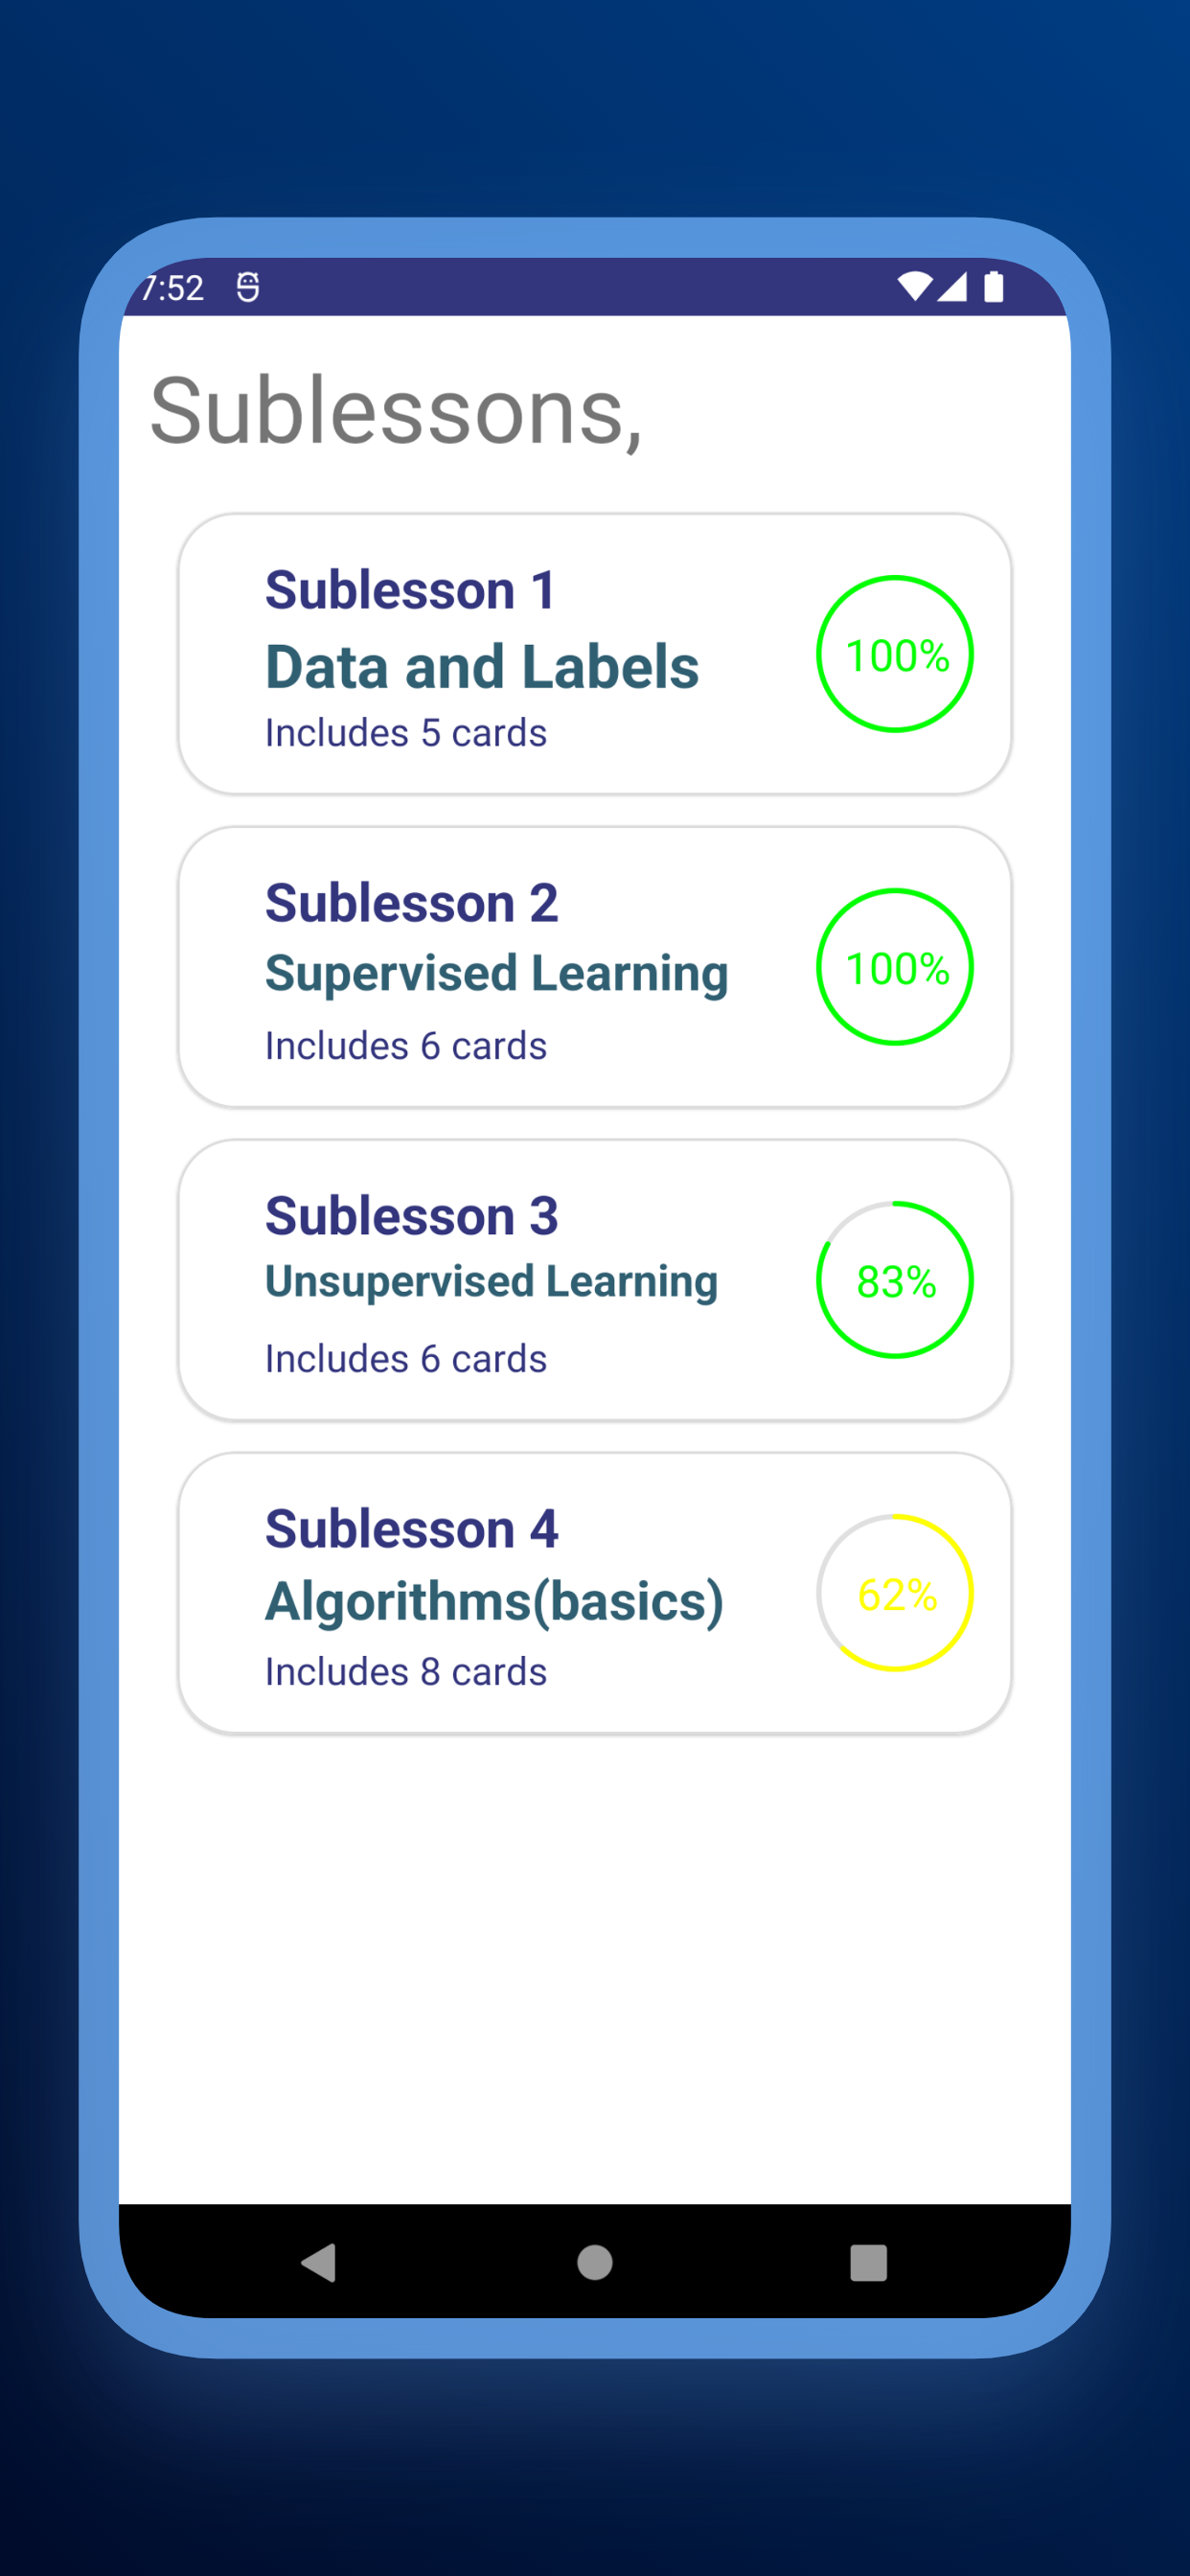 7:52
Sublessons,
Sublesson 1
Data and Labels
Includes 5 cards
100%
Sublesson 2
Supervised Learning
Includes 6 cards
100%
Sublesson 3
Unsupervised Learning
Includes 6 cards
83%
Sublesson 4
Algorithms(basics)
Includes 8 cards
62%